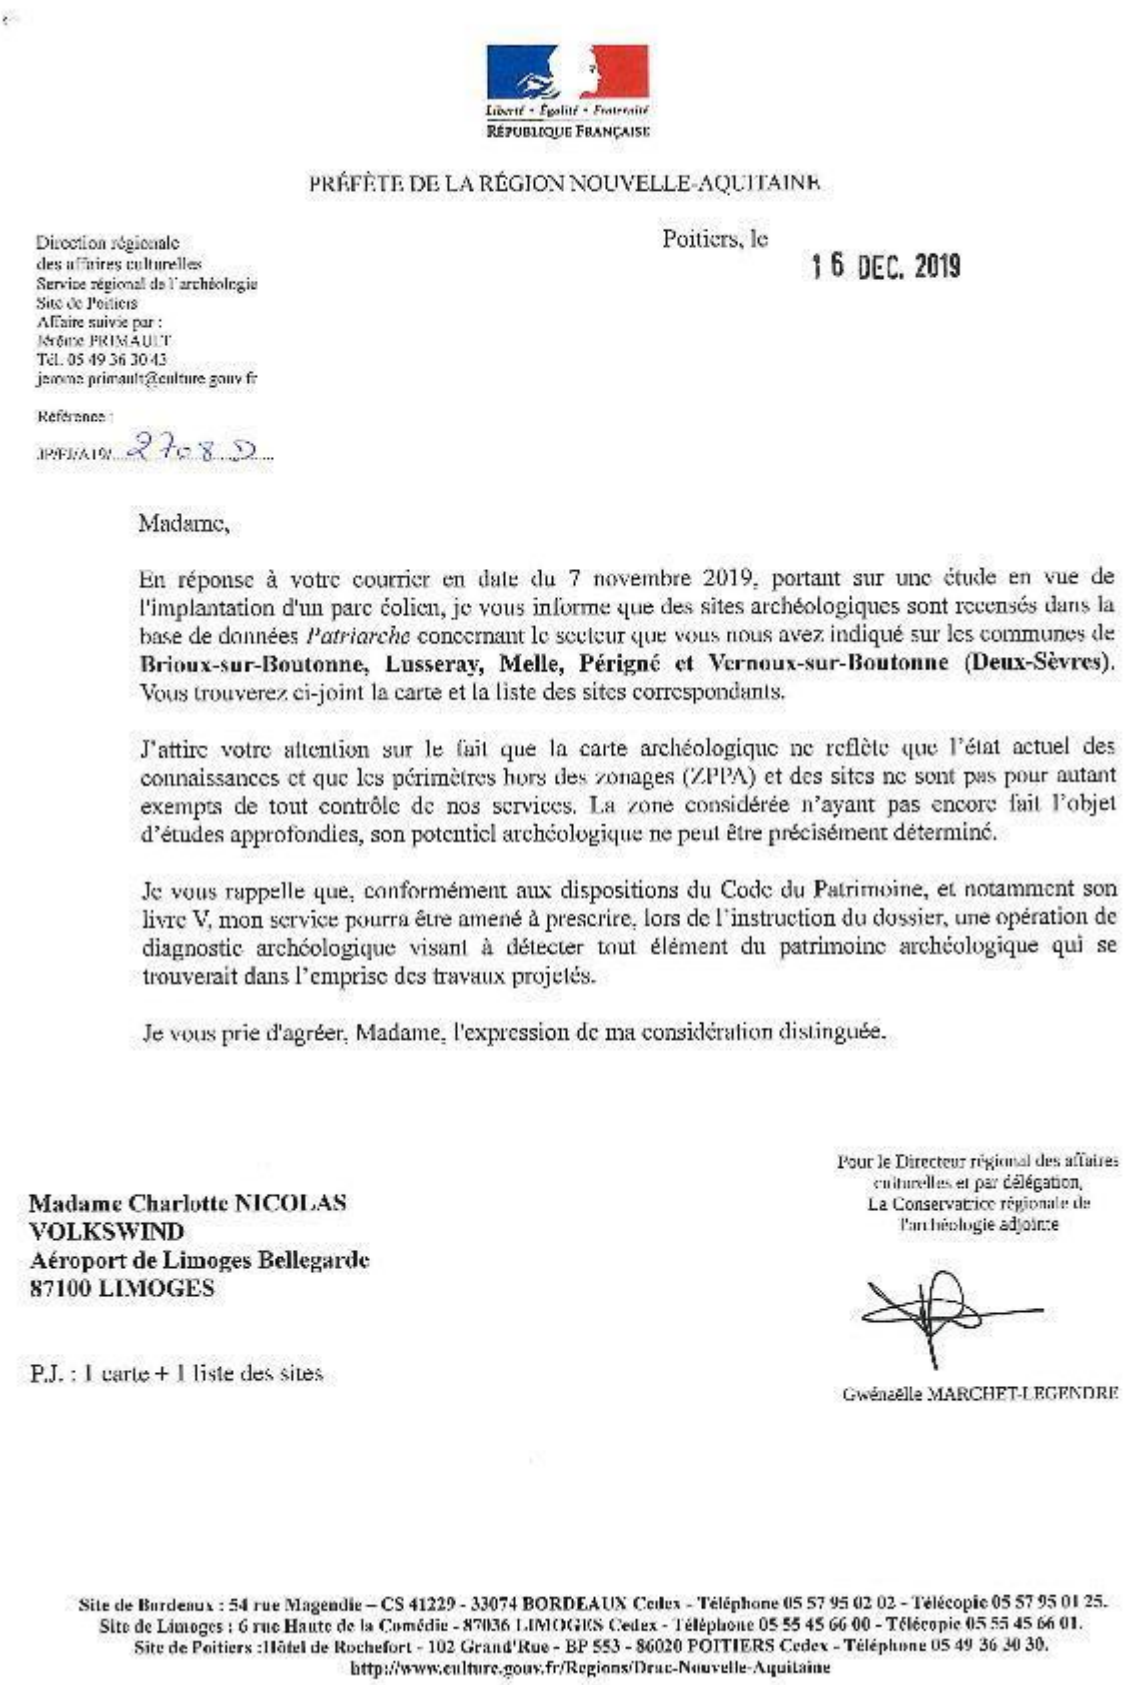 Liberté • Égalité • Fraternité
RÉPUBLIQUE FRANÇAISE
PRÉFÈTE DE LA RÉGION NOUVELLE-AQUITAINE
Direction régionale
des affaires culturelles
Service régional de l'archéologie
Site de Poitiers
Affaire suivie par :
Jérôme PRIMAULT
Tél. 05 49 36 30 43
jerome.primault@culture.gouv.fr
Référence :
Poitiers, le
16 DEC. 2019
Madame,
En réponse à votre courrier en date du 7 novembre 2019, portant sur une étude en vue de
l'implantation d'un parc éolien, je vous informe que des sites archéologiques sont recensés dans la
base de données Patriarche concernant le secteur que vous nous avez indiqué sur les communes de
Brioux-sur-Boutonne, Lusseray, Melle, Périgné et Vernoux-sur-Boutonne (Deux-Sèvres).
Vous trouverez ci-joint la carte et la liste des sites correspondants.
J'attire votre attention sur le fait que la carte archéologique ne reflète que l'état actuel des
connaissances et que les périmètres hors des zonages (ZPPA) et des sites ne sont pas pour autant
exempts de tout contrôle de nos services. La zone considérée n'ayant pas encore fait l'objet
d'études approfondies, son potentiel archéologique ne peut être précisément déterminé.
Je vous rappelle que, conformément aux dispositions du Code du Patrimoine, et notamment son
livre V, mon service pourra être amené à prescrire, lors de l'instruction du dossier, une opération de
diagnostic archéologique visant à détecter tout élément du patrimoine archéologique qui se
trouverait dans l'emprise des travaux projetés.
Je vous prie d'agréer, Madame, l'expression de ma considération distinguée.
Pour le Directeur régional des affaires
culturelles et par délégation,
La Conservatrice régionale de
l'archéologie adjointe
Madame Charlotte NICOLAS
VOLKSWIND
Aéroport de Limoges Bellegarde
87100 LIMOGES
P.J. : 1 carte + 1 liste des sites
Gwénaëlle MARCHET-LEGENDRE
Site de Bordeaux : 54 rue Magendie – CS 41229 - 33074 BORDEAUX Cedex - Téléphone 05 57 95 02 02 - Télécopie 05 57 95 01 25.
Site de Limoges : 6 rue Haute de la Comédie - 87036 LIMOGES Cedex - Téléphone 05 55 45 66 00 - Télécopie 05 55 45 66 01.
Site de Poitiers :Hôtel de Rochefort - 102 Grand'Rue - BP 553 - 86020 POITIERS Cedex - Téléphone 05 49 36 30 30.
http://www.culture.gouv.fr/Regions/Drac-Nouvelle-Aquitaine